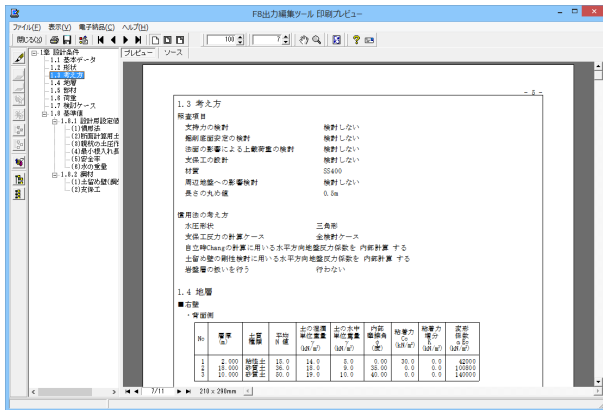 F8出力編集ツール 印刷プレビュー
ファイル(F) 表示(V) 電子納品(C) ヘルプ(H)
閉じる(X) 100 7
プレビュー ソース
1章 設計条件
1.1 基本データ
1.2 形状
1.3 考え方
1.4 地層
1.5 部材
1.6 荷重
1.7 検討ケース
1.8 基準値
1.8.1 設計用設定値
(1)慣用法
(2)断面計算用土
(3)親杭の土圧作
(4)最小根入れ長
(5)安全率
(6)水の重量
1.8.2 鋼材
(1)土留め壁(鋼
(2)支保工
- 5 -
1.3 考え方
照査項目
支持力の検討 検討しない
掘削底面安定の検討 検討しない
法面の影響による上載荷重の検討 検討しない
支保工の設計 検討しない
材質 SS400
周辺地盤への影響検討 検討しない
長さの丸め値 0.5m
慣用法の考え方
水圧形状 三角形
支保工反力の計算ケース 全検討ケース
自立時Changの計算に用いる水平方向地盤反力係数を 内部計算 する
土留め壁の剛性検討に用いる水平方向地盤反力係数を 内部計算 する
岩盤層の扱いを行う 行わない
1.4 地層
■右壁
・背面側
No 層厚 (m) 土質 種類 平均 N 値 土の湿潤 単位重量 γ (kN/m³) 土の水中 単位重量 γ' (kN/m³) 内部 摩擦角 φ (度) 粘着力 Co (kN/m²) 粘着力 増分 k (kN/m³) 変形 係数 αEo (kN/m²)
1 2.000 粘性土 15.0 14.0 5.0 0.00 30.0 0.0 42000
2 18.000 砂質土 36.0 18.0 9.0 35.00 0.0 0.0 100800
3 10.000 砂質土 50.0 19.0 10.0 40.00 0.0 0.0 140000
7/11 210 x 298mm